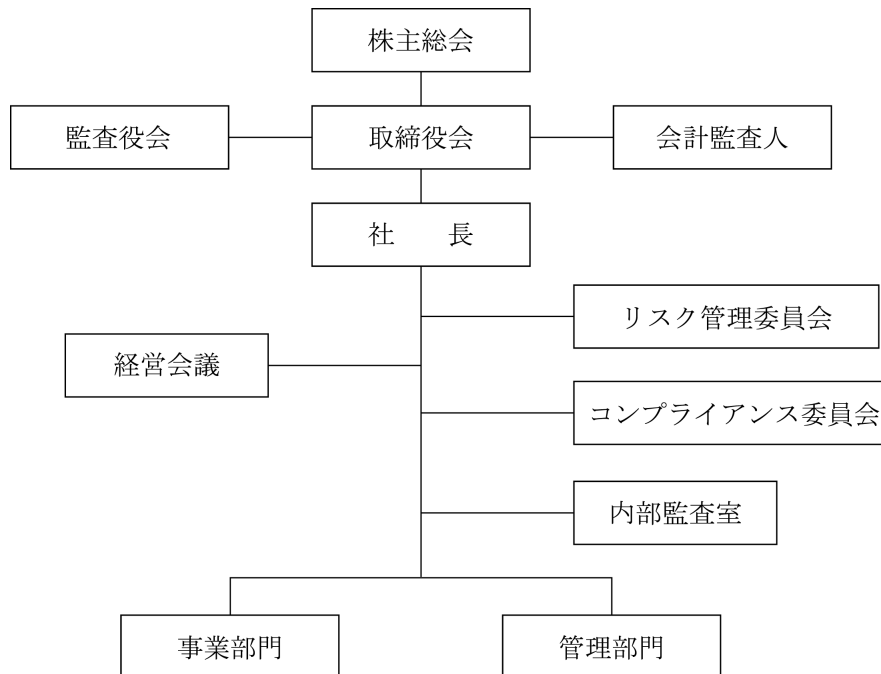 株主総会
監査役会
取締役会
会計監査人
社　　長
リスク管理委員会
経営会議
コンプライアンス委員会
内部監査室
事業部門
管理部門